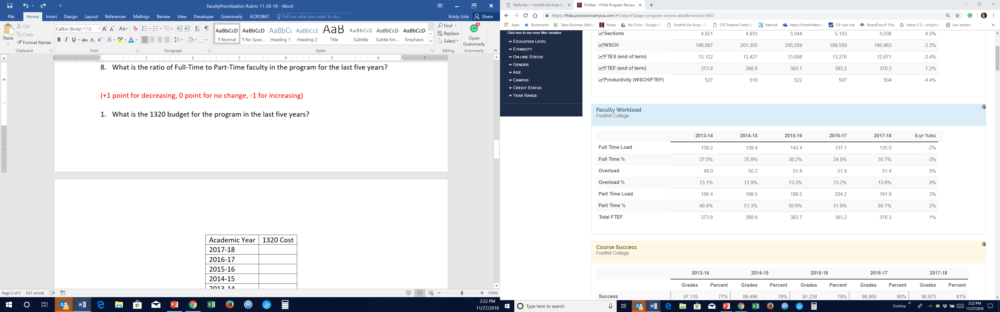 FacultyPrioritization Rubric 11-26-18 - Word
File Home Insert Design Layout References Mailings Review View Developer Grammarly ACROBAT Tell me what you want to do... Kristy Lisle Share
Paste
Cut
Copy
Format Painter
Clipboard
Calibri (Body) 12
Font
Paragraph
AaBbCcD AaBbCcD AaBbCc AaBbCcE AaB AaBbCcD AaBbCcD AaBbCcD
¶ Normal ¶ No Spac... Heading 1 Heading 2 Title Subtitle Subtle Em... Emphasis
Styles
Find
Replace
Select
Editing
Open
Grammarly
Grammarly
8. What is the ratio of Full-Time to Part-Time faculty in the program for the last five years?
(+1 point for decreasing, 0 point for no change, -1 for increasing)
1. What is the 1320 budget for the program in the last five years?
Academic Year 1320 Cost
2017-18
2016-17
2015-16
2014-15
2013-14
Page 2 of 5 521 words 130%
2:22 PM
11/27/2018
MyPortal — Foothill-De Anza Co Profiles - FHDA Program Review
https://fhda.precisioncampus.com/#!/report?page=program-review-data&menuid=M02
Apps Bookmarks Taleo Business Edition Notes My Drive - Google D Foothill-De Anza – C CFE Federal Credit U Kahoot! https://foothilldeanz CIP user site BoardDocs® Plus Inbox (11) - kristylisle Law section
Click here to see more filter variables
EDUCATION LEVEL
ETHNICITY
ON-LINE STATUS
GENDER
AGE
CAMPUS
CREDIT STATUS
YEAR RANGE
Sections 4,821 4,933 5,044 5,153 5,036 4.5%
WSCH 196,887 201,305 205,559 199,559 190,463 -3.3%
FTES (end of term) 13,122 13,427 13,698 13,276 12,671 -3.4%
FTEF (end of term) 373.8 388.8 393.7 393.2 378.3 1.2%
Productivity (WSCH/FTEF) 527 518 522 507 504 -4.4%
Faculty Workload
Foothill College
2013-14 2014-15 2015-16 2016-17 2017-18 5-yr %Inc
Full Time Load 138.2 139.4 142.4 137.1 135.0 -2%
Full Time % 37.0% 35.9% 36.2% 34.9% 35.7% -3%
Overload 49.0 50.2 51.8 51.9 51.4 5%
Overload % 13.1% 12.9% 13.2% 13.2% 13.6% 4%
Part Time Load 186.4 199.5 199.2 204.2 191.9 3%
Part Time % 49.9% 51.3% 50.6% 51.9% 50.7% 2%
Total FTEF 373.8 388.8 393.7 393.2 378.3 1%
Course Success
Foothill College
2013-14 2014-15 2015-16 2016-17 2017-18
Grades Percent Grades Percent Grades Percent Grades Percent Grades Percent
Success 87,135 77% 89,496 79% 91,238 79% 88,860 80% 90,675 81%
Type here to search
Desktop
2:22 PM
11/27/2018